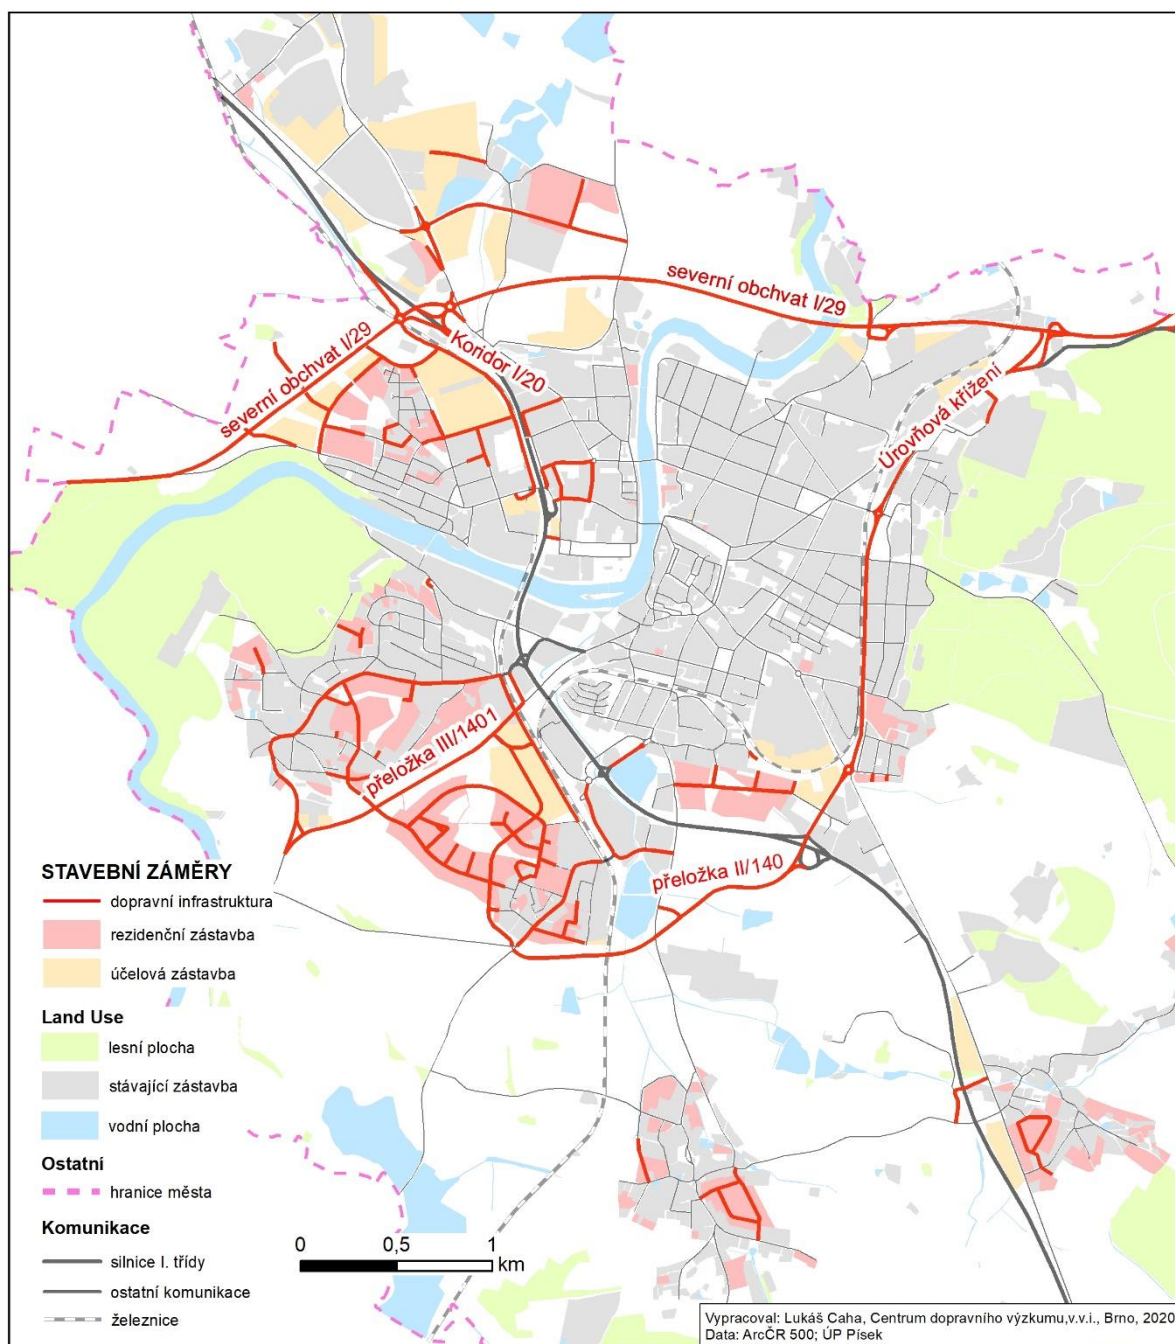 severní obchvat I/29
severní obchvat I/29
Koridor I/20
Úrovňová křížení
přeložka III/1401
přeložka II/140
STAVEBNÍ ZÁMĚRY
dopravní infrastruktura
rezidenční zástavba
účelová zástavba
Land Use
lesní plocha
stávající zástavba
vodní plocha
Ostatní
hranice města
Komunikace
silnice I. třídy
ostatní komunikace
železnice
0 0,5 1
km
Vypracoval: Lukáš Caha, Centrum dopravního výzkumu,v.v.i., Brno, 2020
Data: ArcČR 500; ÚP Písek